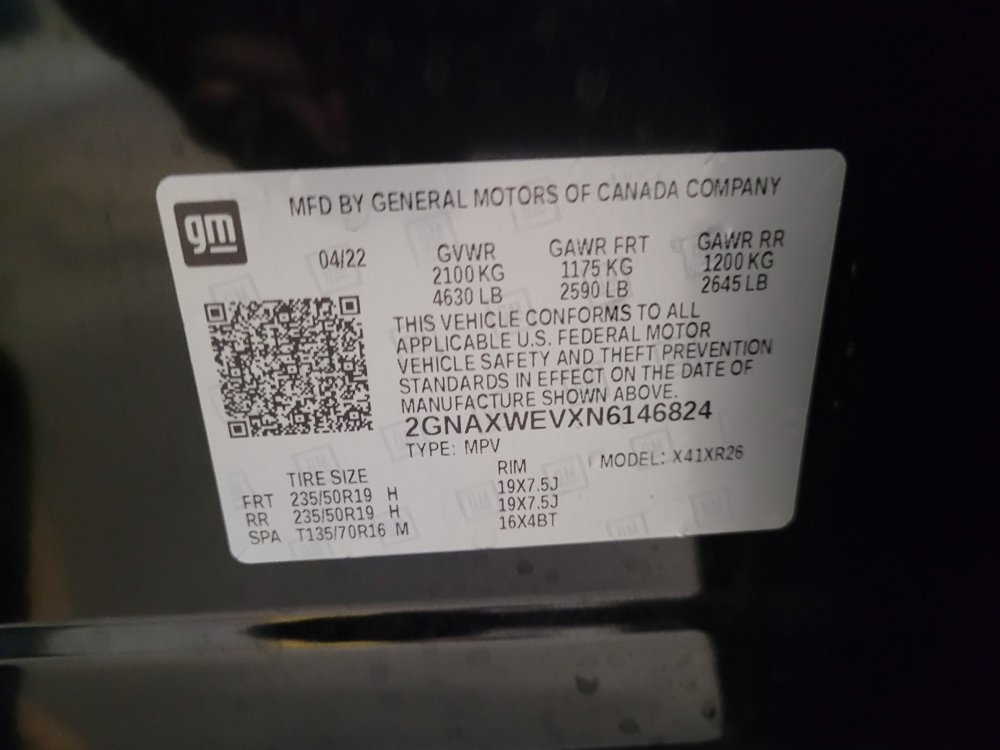 gm
MFD BY GENERAL MOTORS OF CANADA COMPANY
04/22 GVWR GAWR FRT GAWR RR
2100 KG 1175 KG 1200 KG
4630 LB 2590 LB 2645 LB
THIS VEHICLE CONFORMS TO ALL
APPLICABLE U.S. FEDERAL MOTOR
VEHICLE SAFETY AND THEFT PREVENTION
STANDARDS IN EFFECT ON THE DATE OF
MANUFACTURE SHOWN ABOVE.
2GNAXWEVXN6146824
TYPE: MPV MODEL: X41XR26
TIRE SIZE RIM
FRT 235/50R19 H 19X7.5J
RR 235/50R19 H 19X7.5J
SPA T135/70R16 M 16X4BT